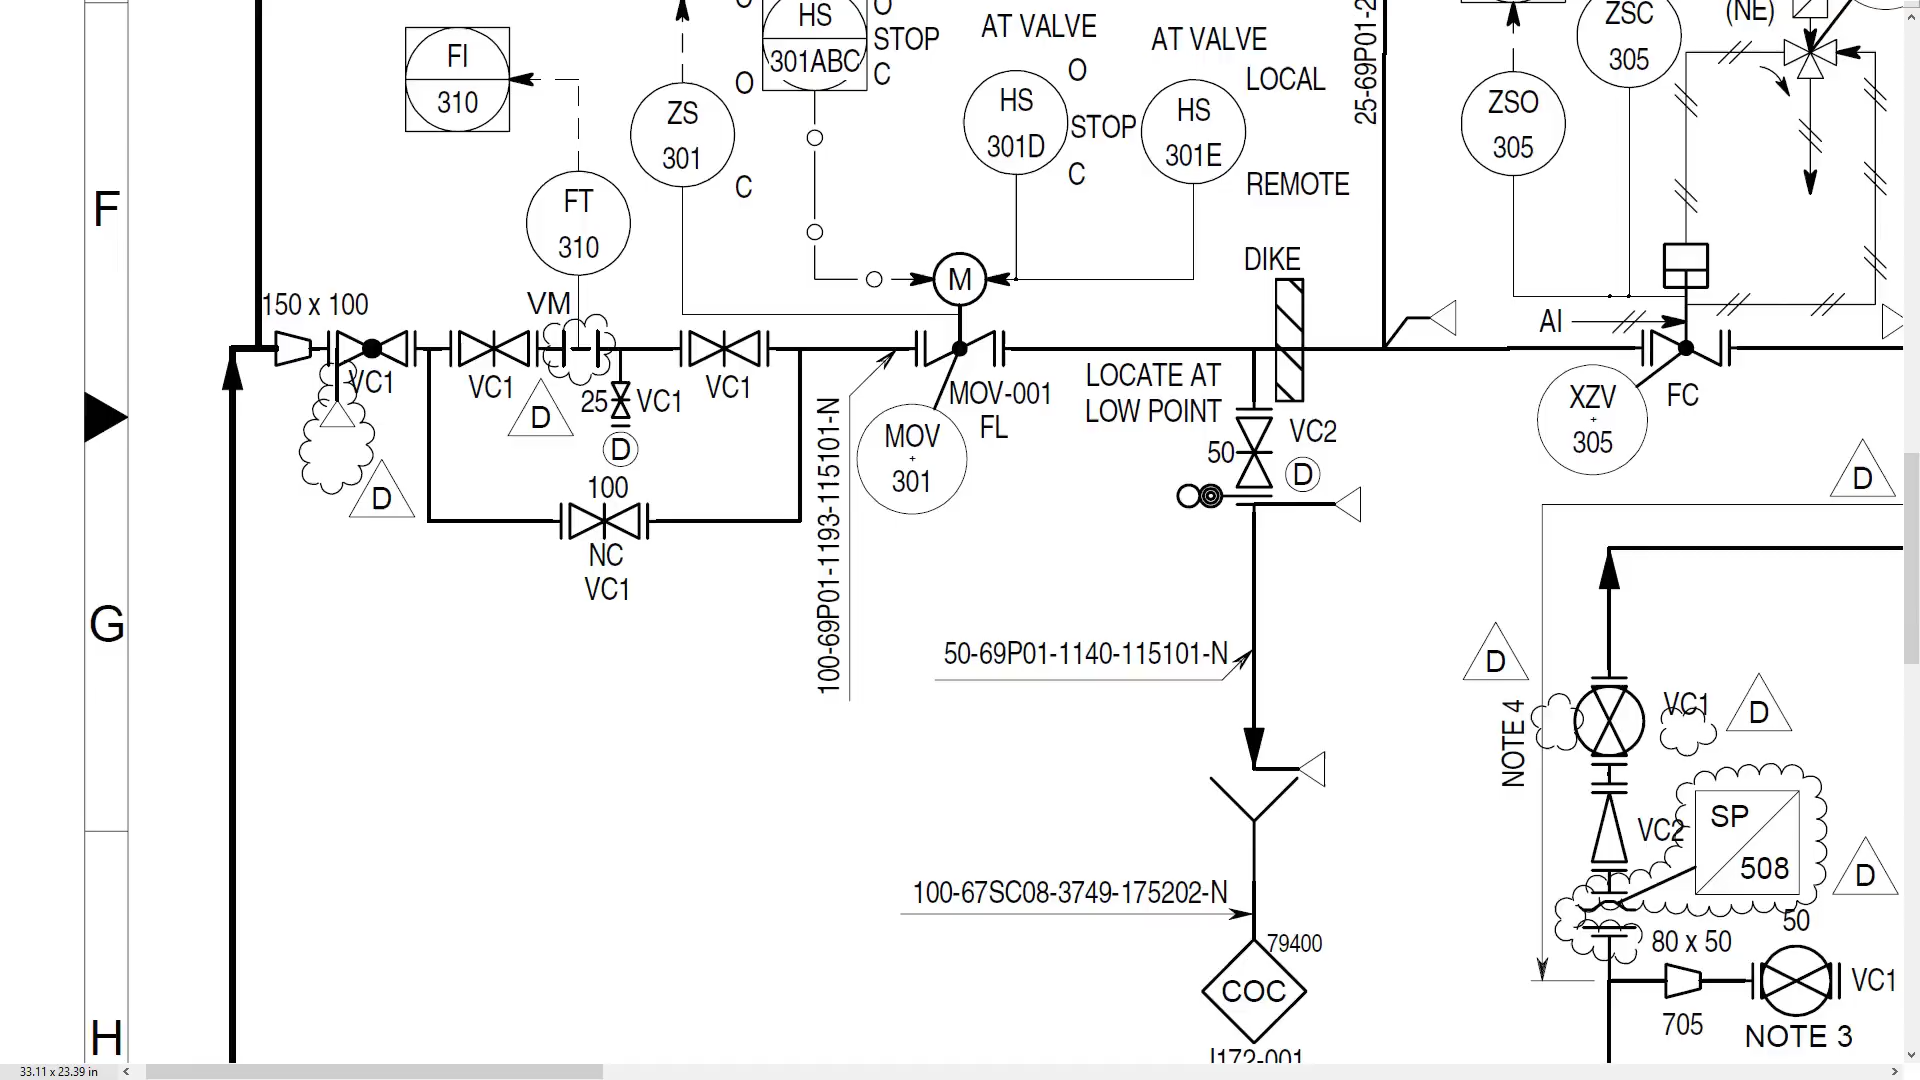 HS
301ABC
O
STOP
C
AT VALVE
AT VALVE
25-69P01-2
(NE)
ZSC
305
FI
310
ZS
301
O
C
HS
301D
O
STOP
C
HS
301E
LOCAL
REMOTE
ZSO
305
F
FT
310
M
DIKE
150 x 100
VM
AI
VC1
VC1
D
25
VC1
D
VC1
MOV-001
FL
MOV
301
LOCATE AT
LOW POINT
50
VC2
D
XZV
305
FC
D
D
100
NC
VC1
100-69P01-1193-115101-N
G
50-69P01-1140-115101-N
D
NOTE 4
VC1
D
SP
508
VC2
D
100-67SC08-3749-175202-N
50
80 x 50
79400
COC
705
VC1
NOTE 3
H
J172-001
33.11 x 23.39 in